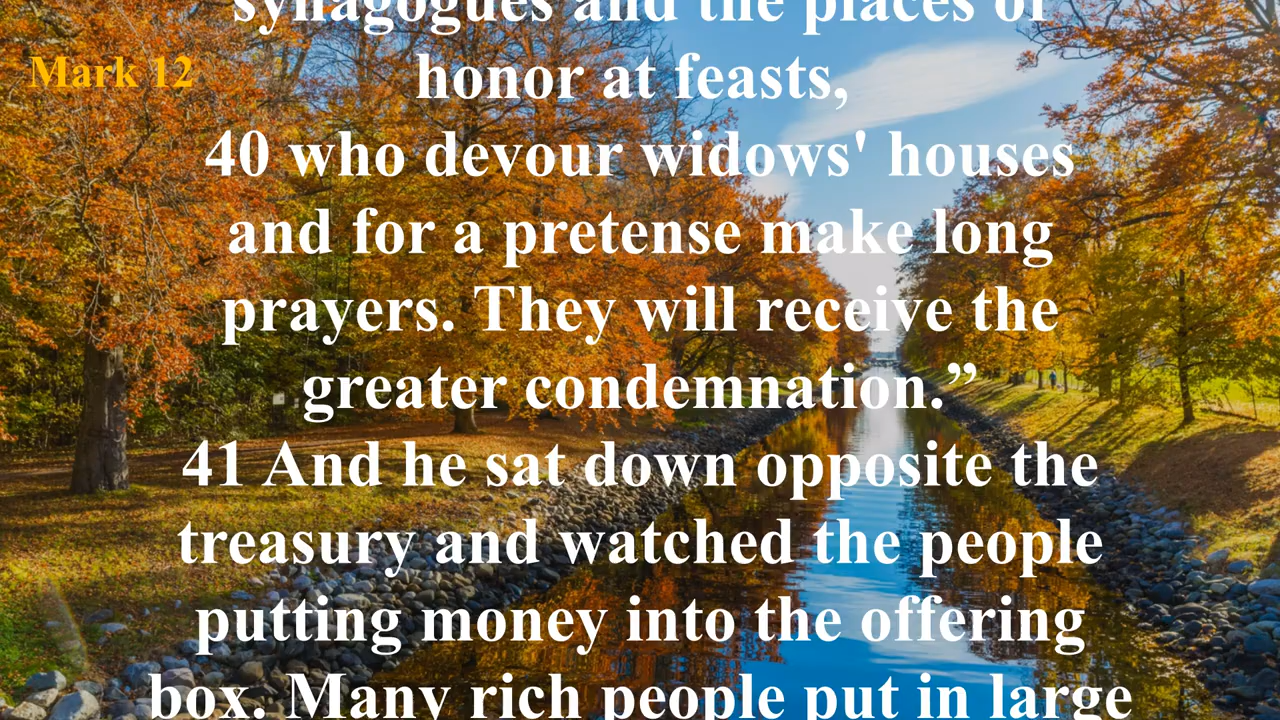 synagogues and the places of
Mark 12
honor at feasts,
40 who devour widows' houses
and for a pretense make long
prayers. They will receive the
greater condemnation.”
41 And he sat down opposite the
treasury and watched the people
putting money into the offering
box. Many rich people put in large